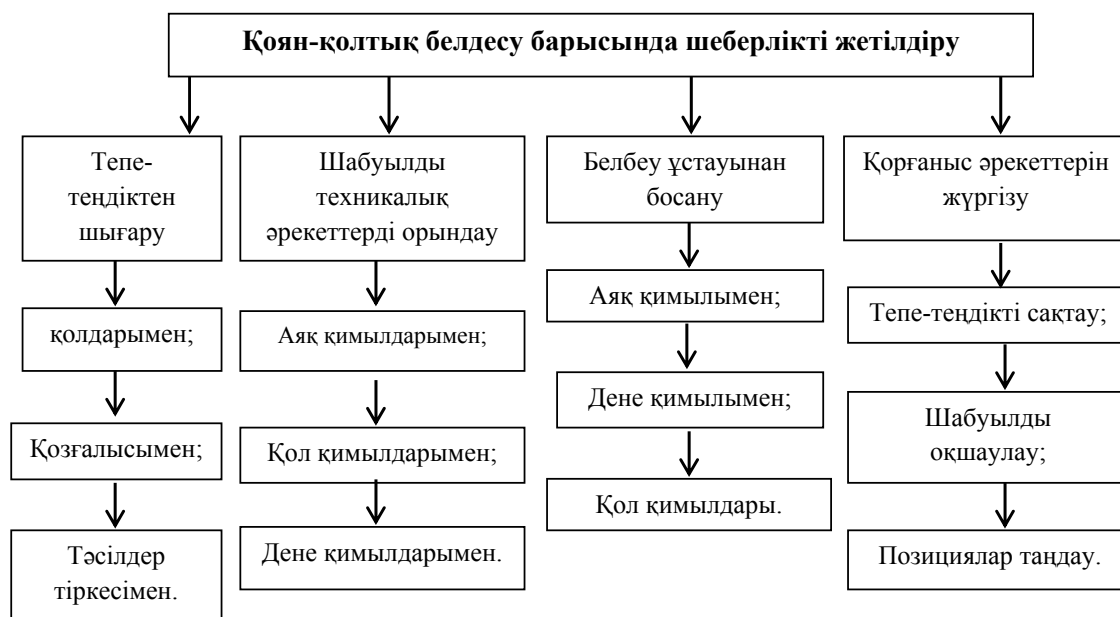 Қоян-қолтық белдесу барысында шеберлікті жетілдіру
Тепе-
теңдіктен
шығару
қолдарымен;
Қозғалысымен;
Тәсілдер
тіркесімен.
Шабуылды
техникалық
әрекеттерді орындау
Аяқ қимылдарымен;
Қол қимылдарымен;
Дене қимылдарымен.
Белбеу ұстауынан
босану
Аяқ қимылымен;
Дене қимылымен;
Қол қимылдары.
Қорғаныс әрекеттерін
жүргізу
Тепе-теңдікті сақтау;
Шабуылды
оқшаулау;
Позициялар таңдау.